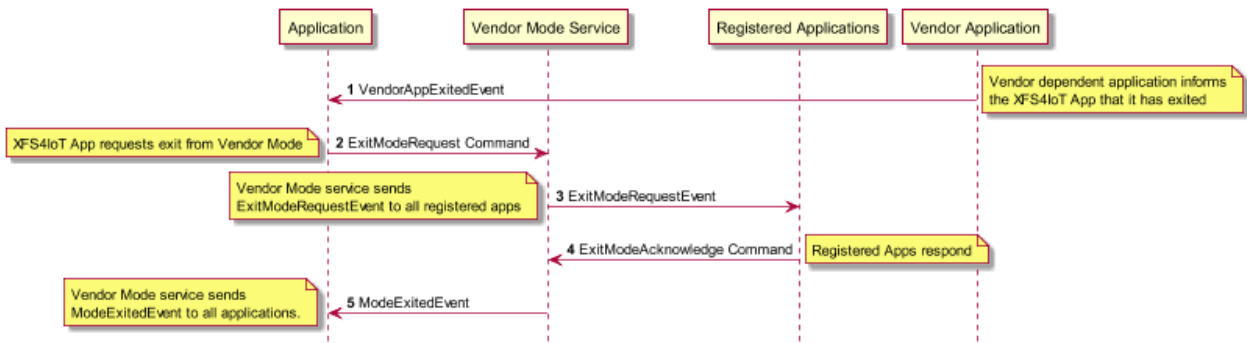 Application
Vendor Mode Service
Registered Applications
Vendor Application
1 VendorAppExitedEvent
Vendor dependent application informs
the XFS4IoT App that it has exited
XFS4IoT App requests exit from Vendor Mode
2 ExitModeRequest Command
Vendor Mode service sends
ExitModeRequestEvent to all registered apps
3 ExitModeRequestEvent
4 ExitModeAcknowledge Command
Registered Apps respond
Vendor Mode service sends
ModeExitedEvent to all applications.
5 ModeExitedEvent